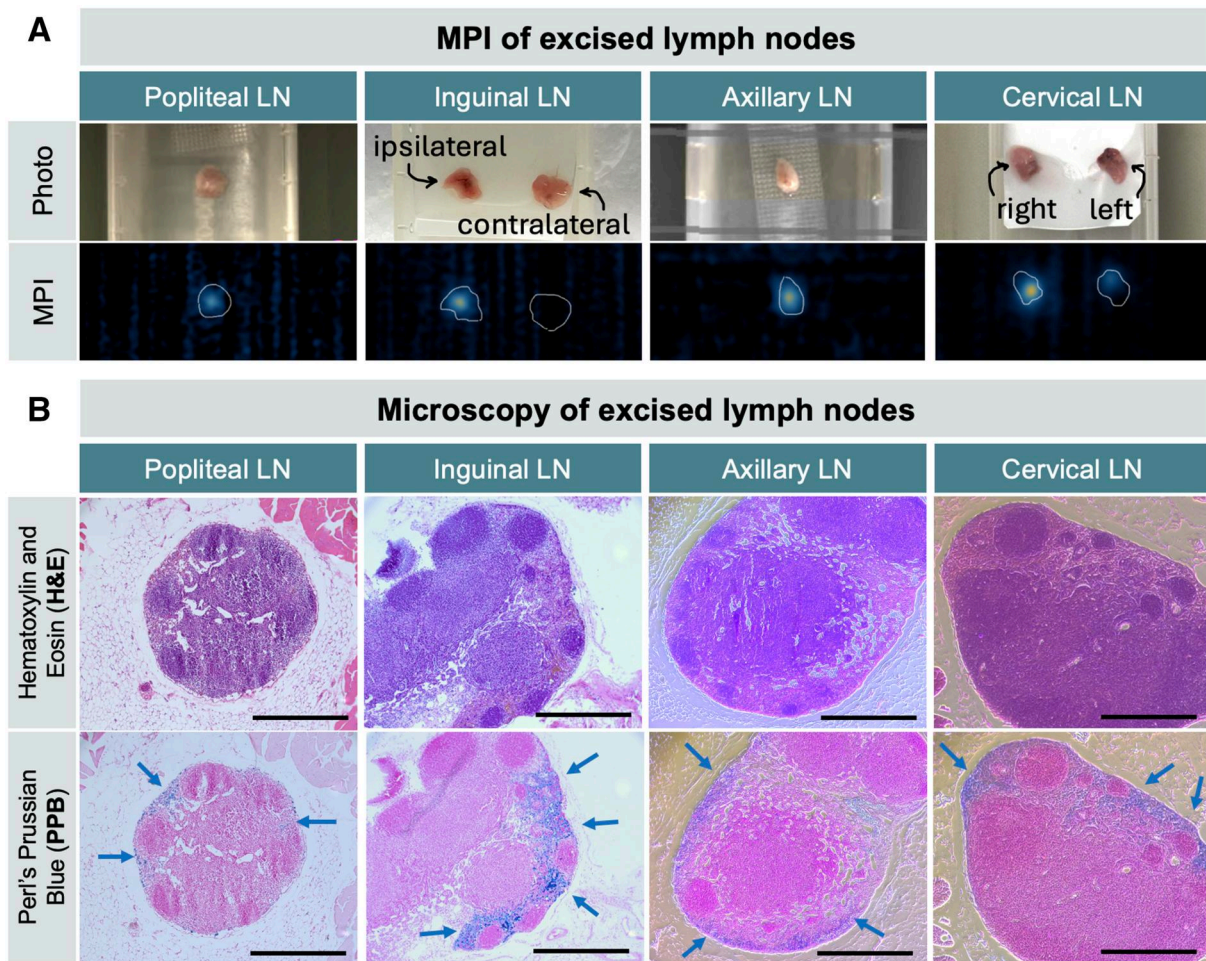 A
MPI of excised lymph nodes
Popliteal LN
Inguinal LN
Axillary LN
Cervical LN
Photo
ipsilateral
contralateral
right
left
MPI
B
Microscopy of excised lymph nodes
Popliteal LN
Inguinal LN
Axillary LN
Cervical LN
Hematoxylin and
Eosin (H&E)
Perl's Prussian
Blue (PPB)